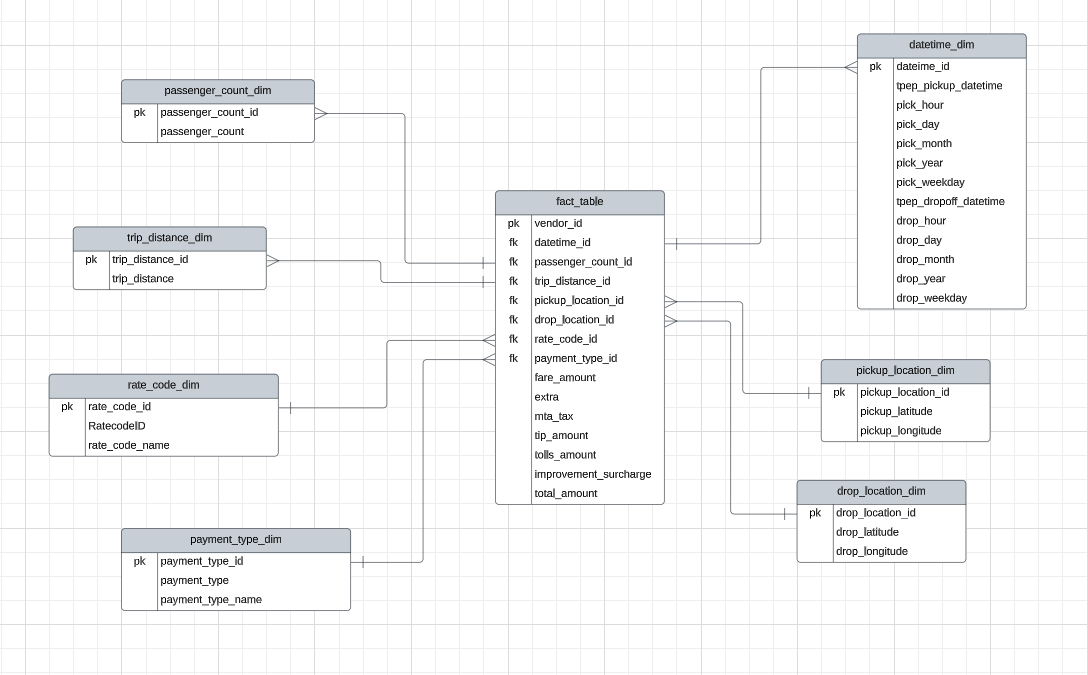 datetime_dim
pk dateime_id
tpep_pickup_datetime
pick_hour
pick_day
pick_month
pick_year
pick_weekday
tpep_dropoff_datetime
drop_hour
drop_day
drop_month
drop_year
drop_weekday
passenger_count_dim
pk passenger_count_id
passenger_count
fact_table
pk vendor_id
fk datetime_id
fk passenger_count_id
fk trip_distance_id
fk pickup_location_id
fk drop_location_id
fk rate_code_id
fk payment_type_id
fare_amount
extra
mta_tax
tip_amount
tolls_amount
improvement_surcharge
total_amount
trip_distance_dim
pk trip_distance_id
trip_distance
pickup_location_dim
pk pickup_location_id
pickup_latitude
pickup_longitude
rate_code_dim
pk rate_code_id
RatecodeID
rate_code_name
drop_location_dim
pk drop_location_id
drop_latitude
drop_longitude
payment_type_dim
pk payment_type_id
payment_type
payment_type_name